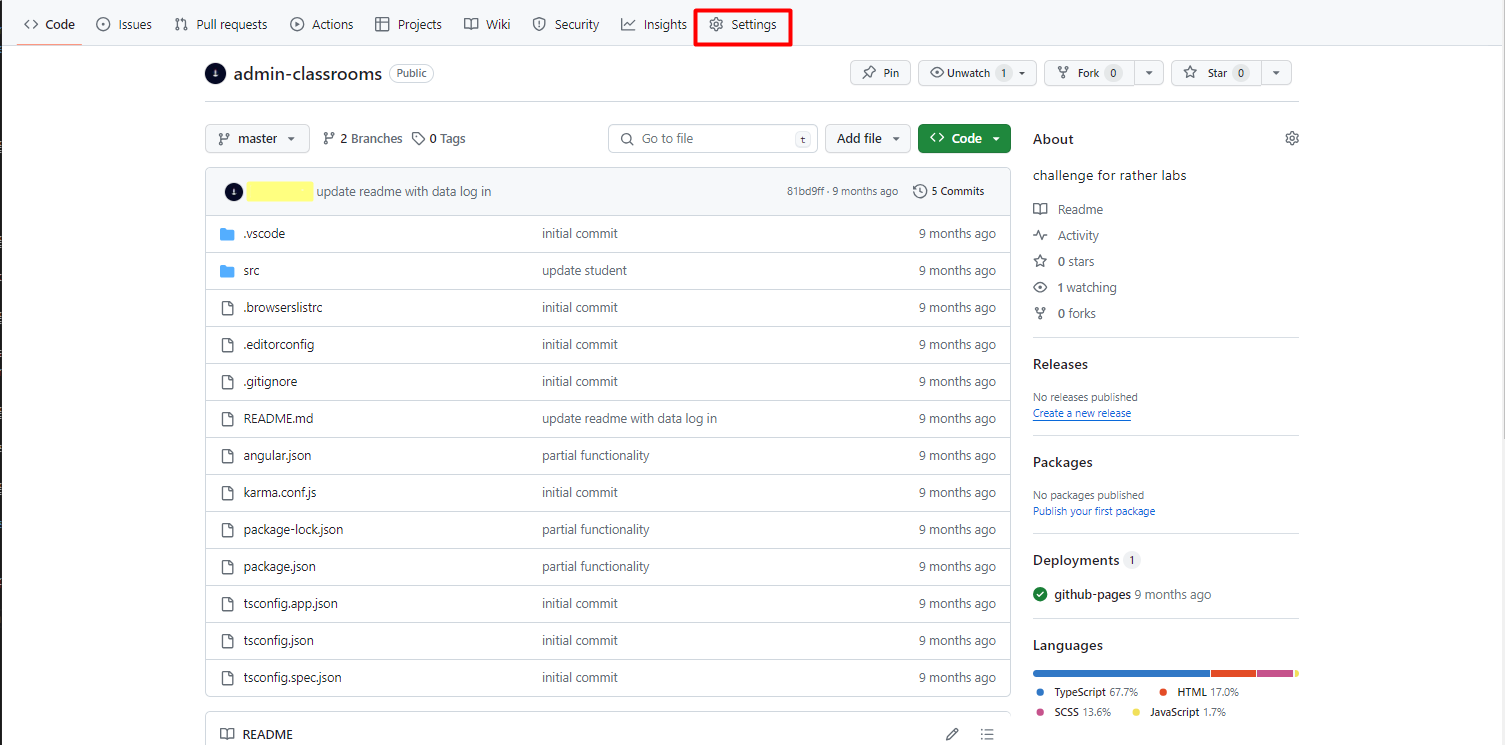 Code Issues Pull requests Actions Projects Wiki Security Insights Settings
admin-classrooms Public Pin Unwatch 1 Fork 0 Star 0
master 2 Branches 0 Tags Go to file t Add file Code
update readme with data log in 81bd9ff · 9 months ago 5 Commits
.vscode initial commit 9 months ago
src update student 9 months ago
.browserslistrc initial commit 9 months ago
.editorconfig initial commit 9 months ago
.gitignore initial commit 9 months ago
README.md update readme with data log in 9 months ago
angular.json partial functionality 9 months ago
karma.conf.js initial commit 9 months ago
package-lock.json partial functionality 9 months ago
package.json partial functionality 9 months ago
tsconfig.app.json initial commit 9 months ago
tsconfig.json initial commit 9 months ago
tsconfig.spec.json initial commit 9 months ago
README
About
challenge for rather labs
Readme
Activity
0 stars
1 watching
0 forks
Releases
No releases published
Create a new release
Packages
No packages published
Publish your first package
Deployments 1
github-pages 9 months ago
Languages
TypeScript 67.7% HTML 17.0%
SCSS 13.6% JavaScript 1.7%